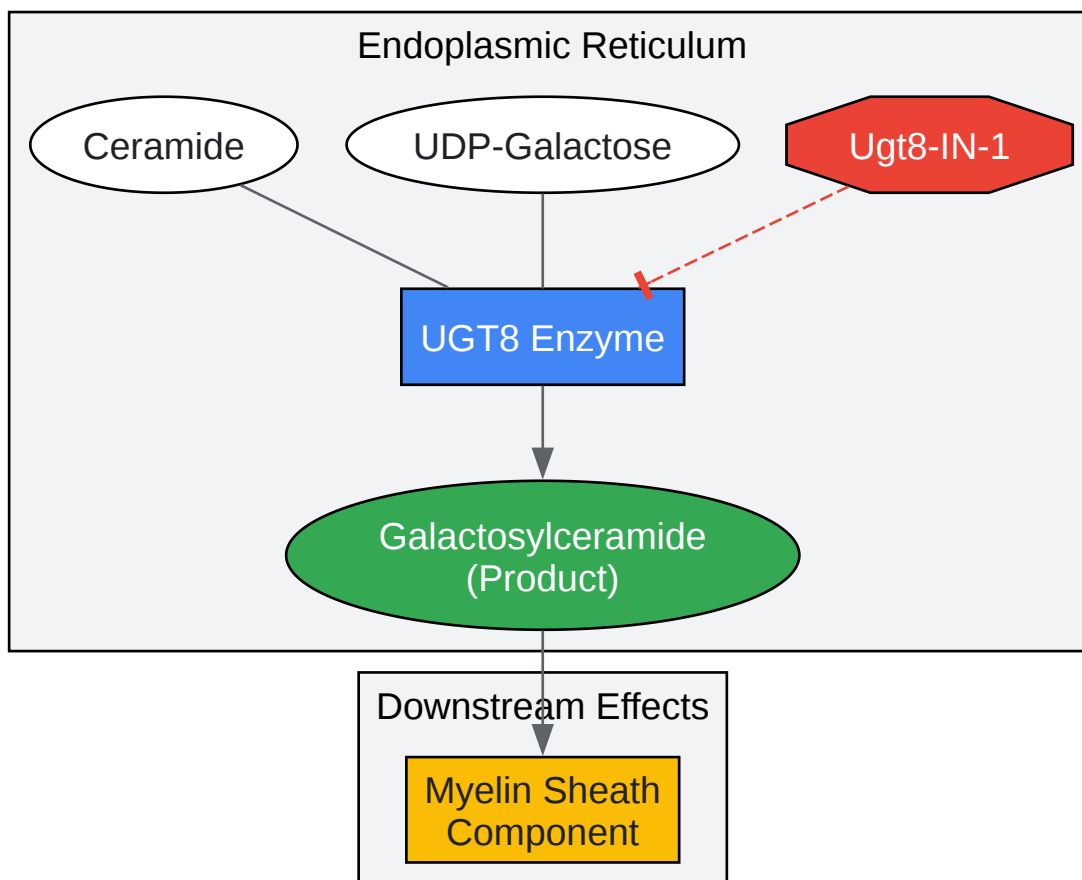 Endoplasmic Reticulum
Ceramide
UDP-Galactose
Ugt8-IN-1
UGT8 Enzyme
Galactosylceramide
(Product)
Downstream Effects
Myelin Sheath
Component